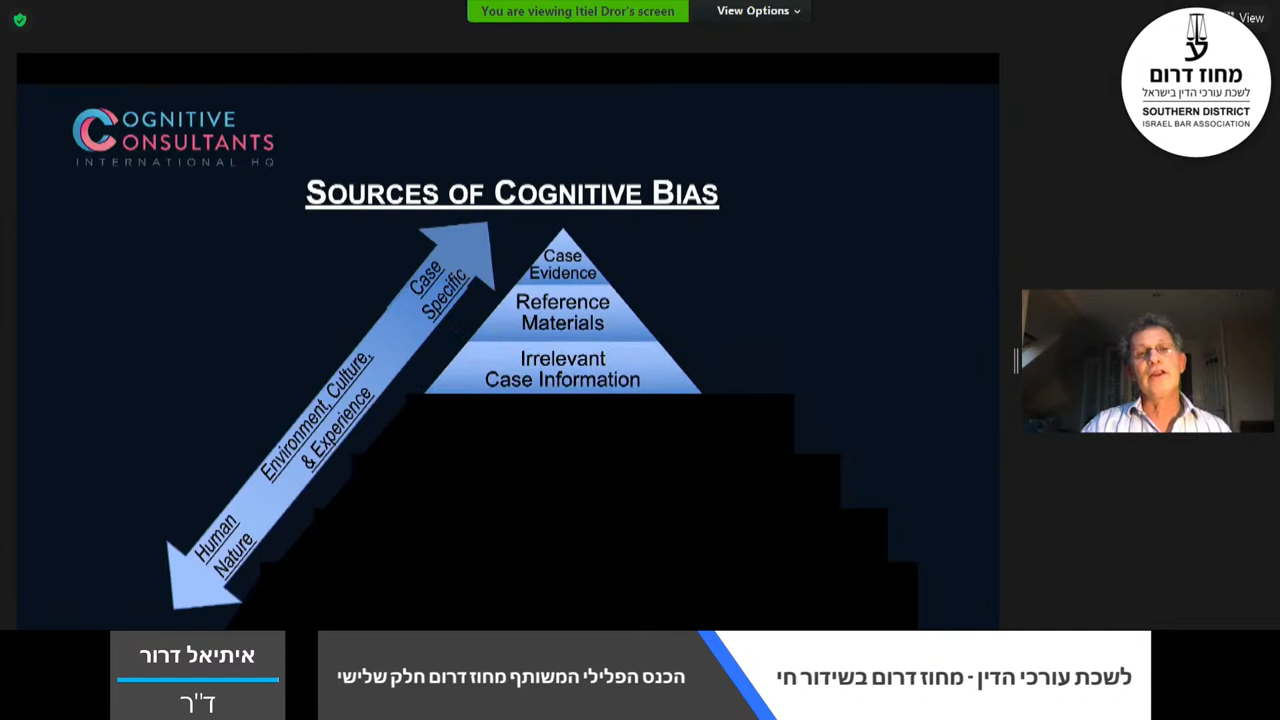 You are viewing Itiel Dror's screen
View Options
View
מחוז דרום
לשכת עורכי הדין בישראל
SOUTHERN DISTRICT
ISRAEL BAR ASSOCIATION
COGNITIVE
CONSULTANTS
INTERNATIONAL HQ
SOURCES OF COGNITIVE BIAS
Case
Evidence
Reference
Materials
Irrelevant
Case Information
Case
Specific
Environment, Culture,
& Experience
Human
Nature
איתיאל דרור
ד"ר
הכנס הפלילי המשותף מחוז דרום חלק שלישי
לשכת עורכי הדין - מחוז דרום בשידור חי